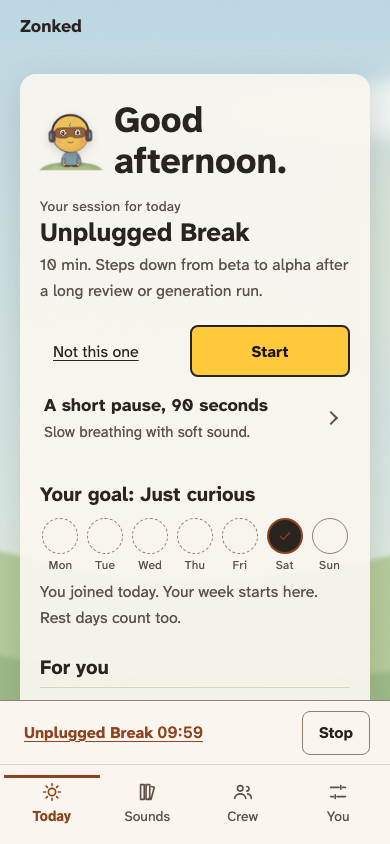 Zonked
Good
afternoon.
Your session for today
Unplugged Break
10 min. Steps down from beta to alpha after
a long review or generation run.
Not this one
Start
A short pause, 90 seconds
Slow breathing with soft sound.
Your goal: Just curious
Mon Tue Wed Thu Fri Sat Sun
You joined today. Your week starts here.
Rest days count too.
For you
Unplugged Break 09:59
Stop
Today Sounds Crew You